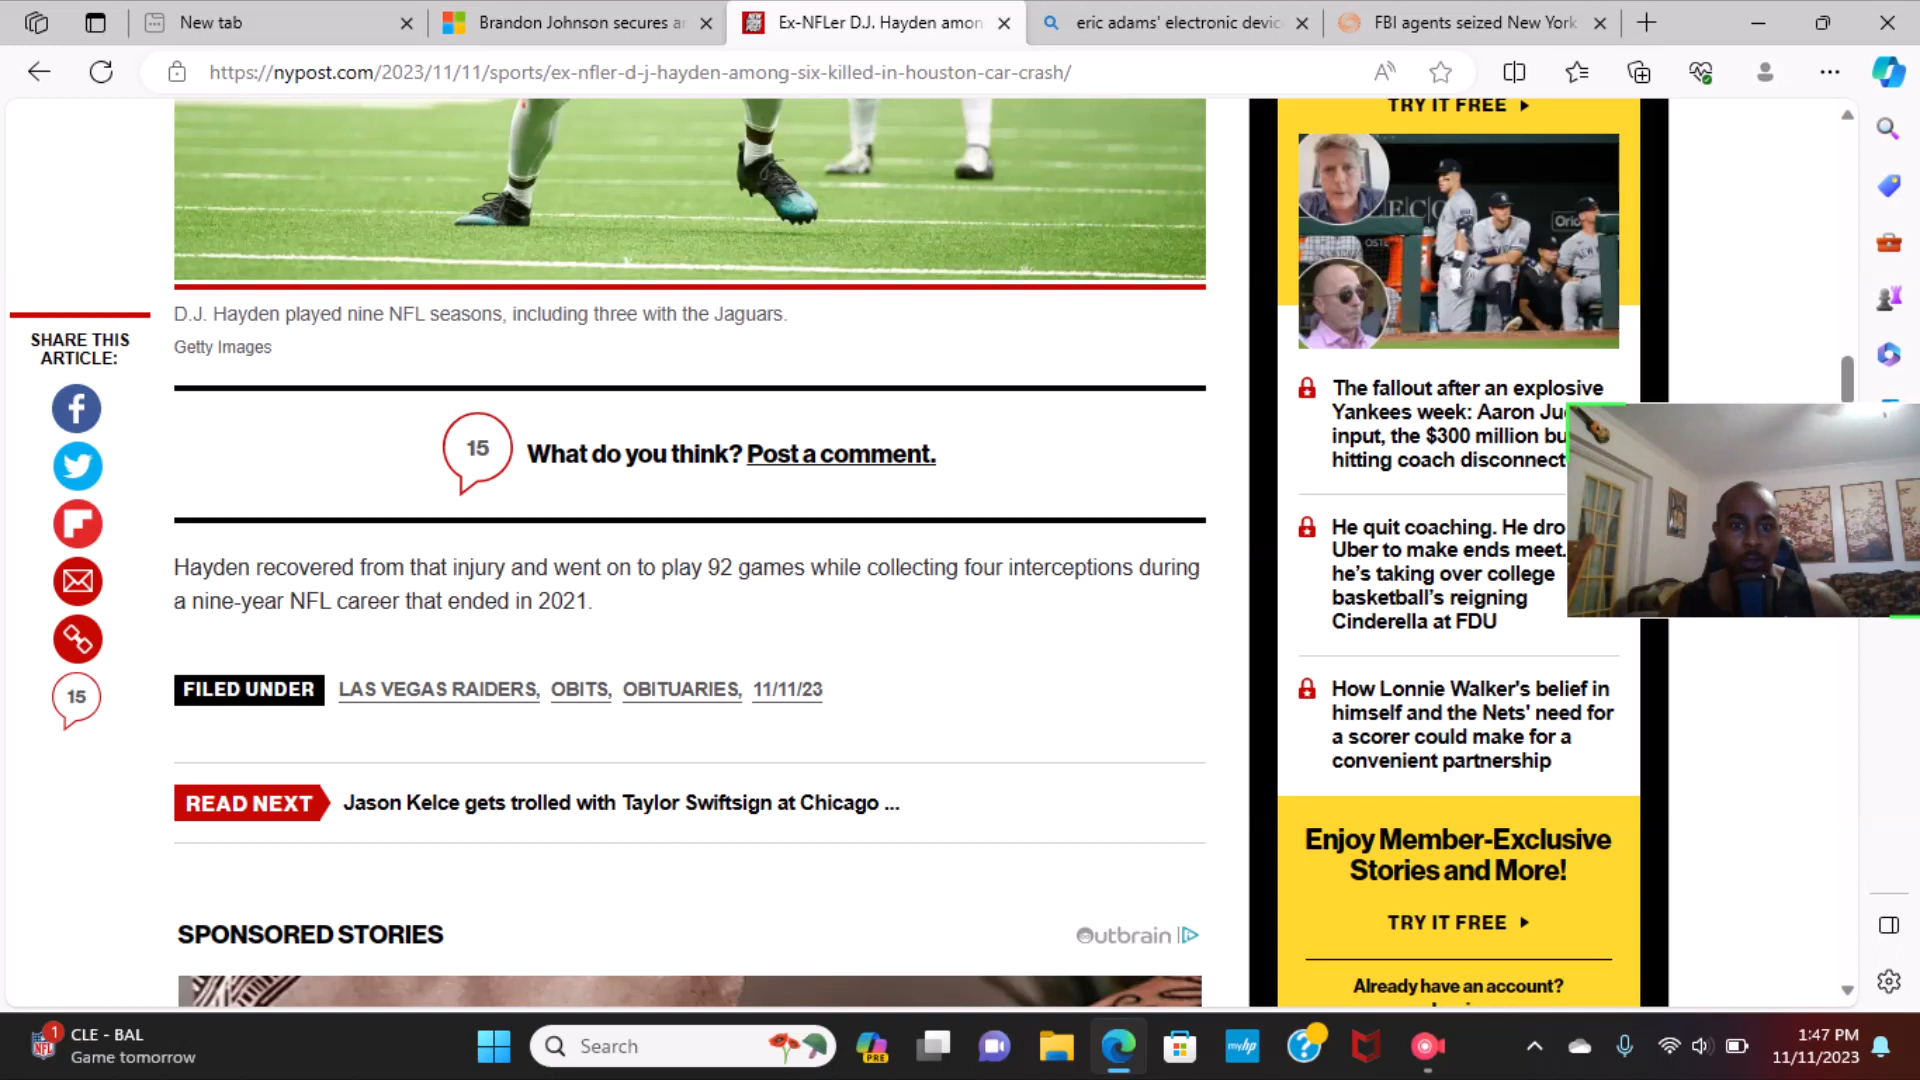 New tab
Brandon Johnson secures a
Ex-NFLer D.J. Hayden amon
eric adams' electronic devic
FBI agents seized New York
https://nypost.com/2023/11/11/sports/ex-nfler-d-j-hayden-among-six-killed-in-houston-car-crash/
SHARE THIS
ARTICLE:
15
D.J. Hayden played nine NFL seasons, including three with the Jaguars.
Getty Images
15
What do you think? Post a comment.
Hayden recovered from that injury and went on to play 92 games while collecting four interceptions during
a nine-year NFL career that ended in 2021.
FILED UNDER LAS VEGAS RAIDERS, OBITS, OBITUARIES, 11/11/23
READ NEXT Jason Kelce gets trolled with Taylor Swiftsign at Chicago ...
SPONSORED STORIES
Outbrain
TRY IT FREE
The fallout after an explosive
Yankees week: Aaron Ju
input, the $300 million bu
hitting coach disconnect
He quit coaching. He dro
Uber to make ends meet.
he's taking over college
basketball's reigning
Cinderella at FDU
How Lonnie Walker's belief in
himself and the Nets' need for
a scorer could make for a
convenient partnership
Enjoy Member-Exclusive
Stories and More!
TRY IT FREE
Already have an account?
1
CLE - BAL
Game tomorrow
Search
PRE
myhp
1:47 PM
11/11/2023